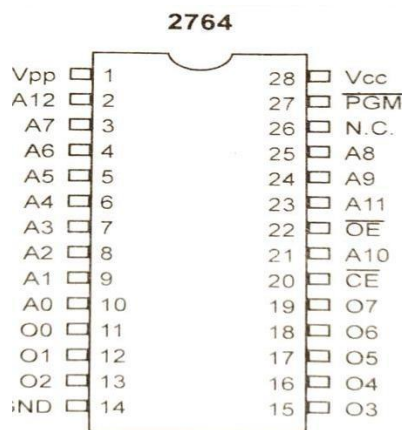 2764
Vpp 1 28 Vcc
A12 2 27 PGM
A7 3 26 N.C.
A6 4 25 A8
A5 5 24 A9
A4 6 23 A11
A3 7 22 OE
A2 8 21 A10
A1 9 20 CE
A0 10 19 O7
O0 11 18 O6
O1 12 17 O5
O2 13 16 O4
GND 14 15 O3